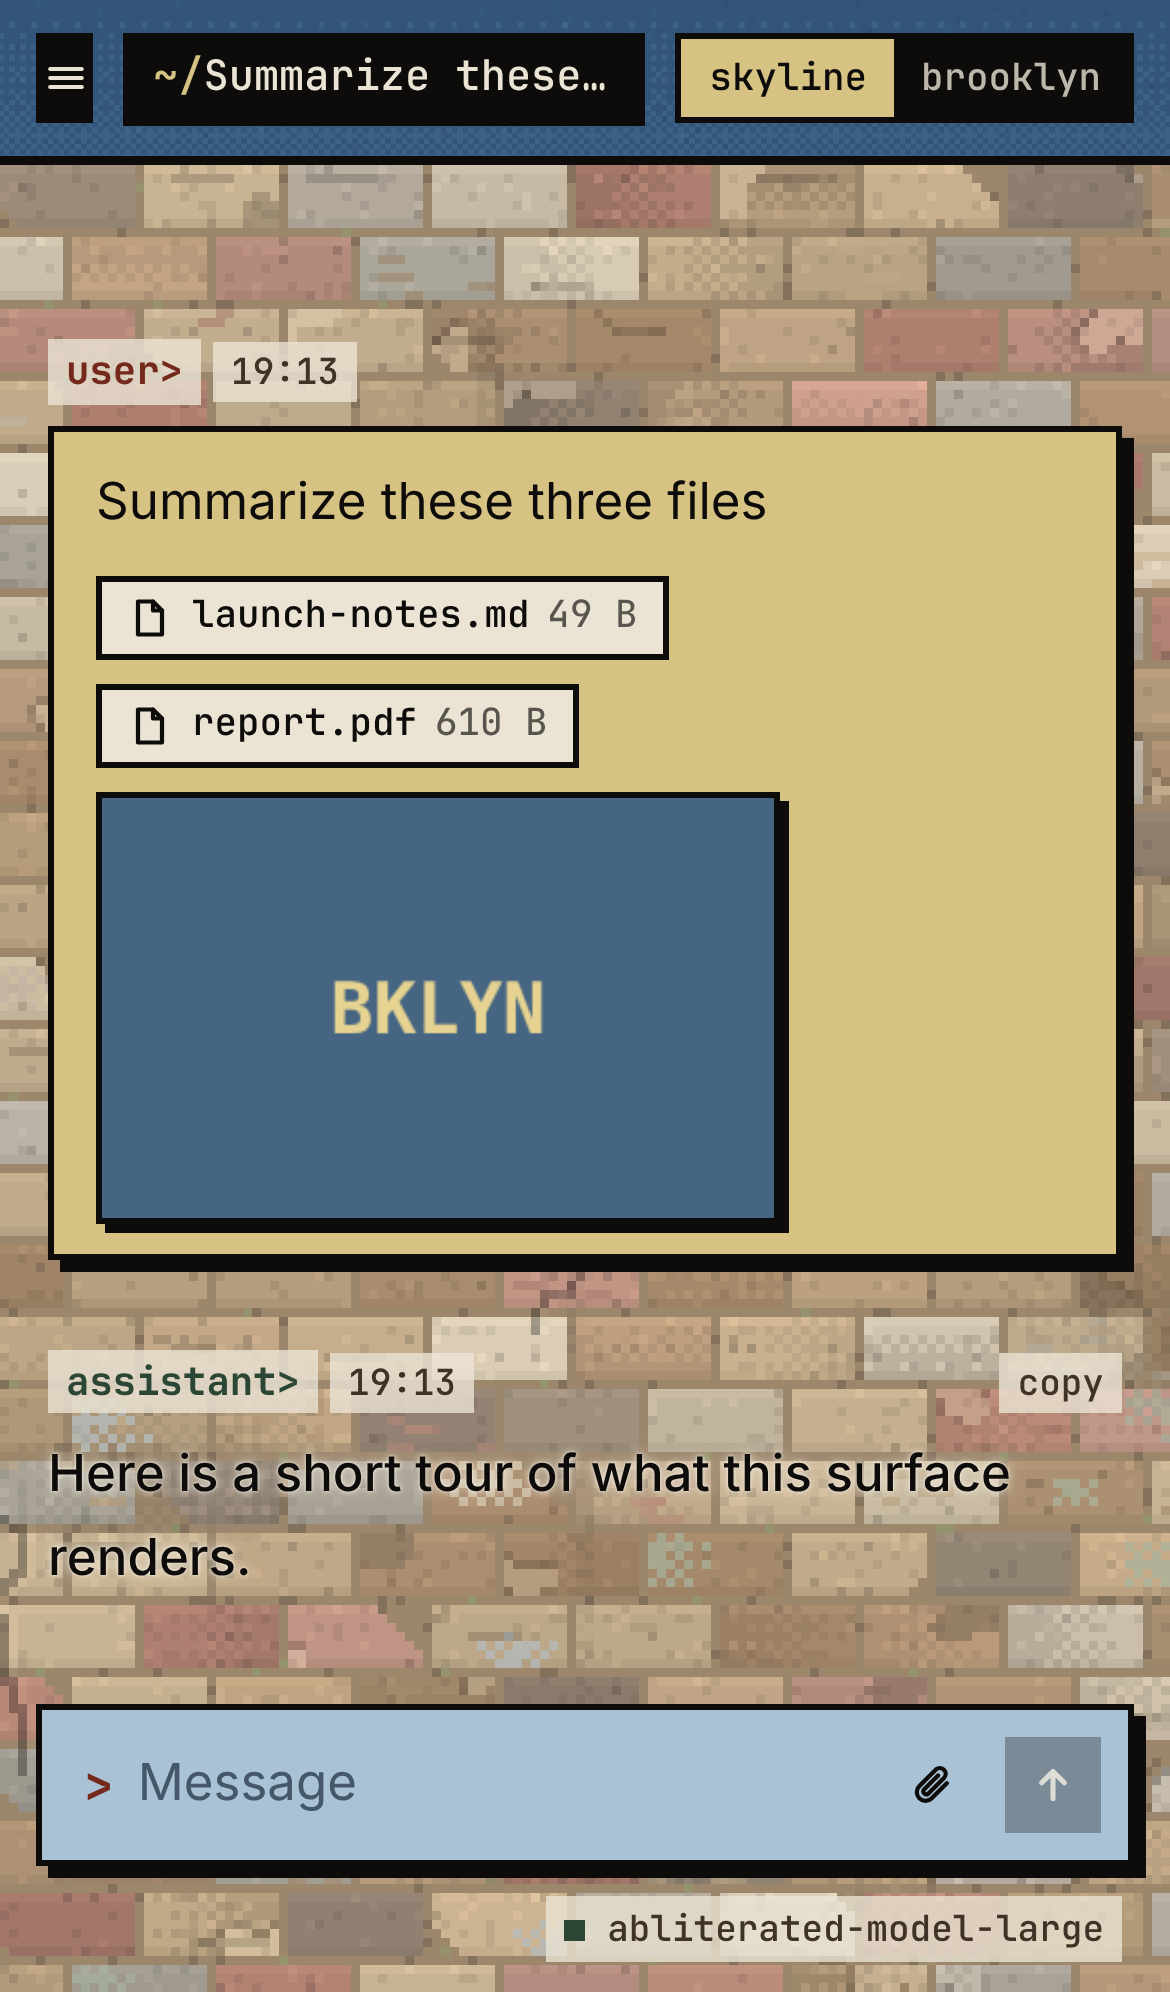 ~/Summarize these…
skyline
brooklyn
user>
19:13
Summarize these three files
launch-notes.md 49 B
report.pdf 610 B
BKLYN
assistant>
19:13
copy
Here is a short tour of what this surface
renders.
> Message
abliterated-model-large